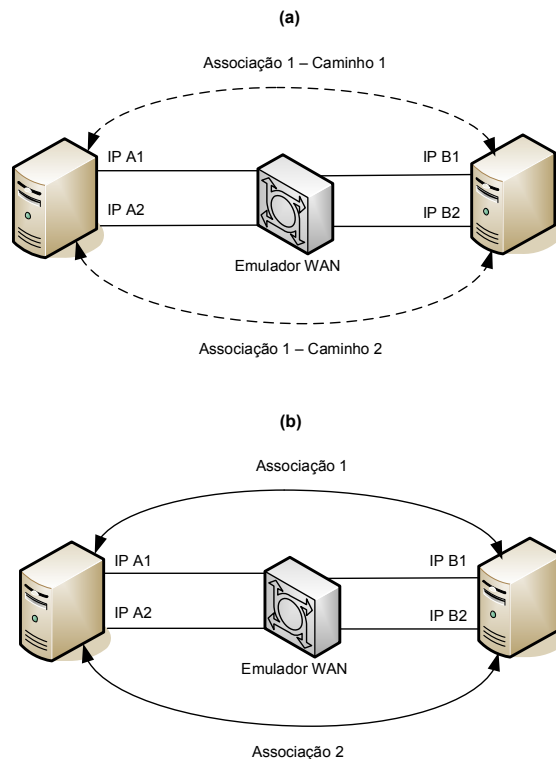 (a)
Associação 1 – Caminho 1
IP A1
IP B1
IP A2
IP B2
Emulador WAN
Associação 1 – Caminho 2
(b)
Associação 1
IP A1
IP B1
IP A2
IP B2
Emulador WAN
Associação 2